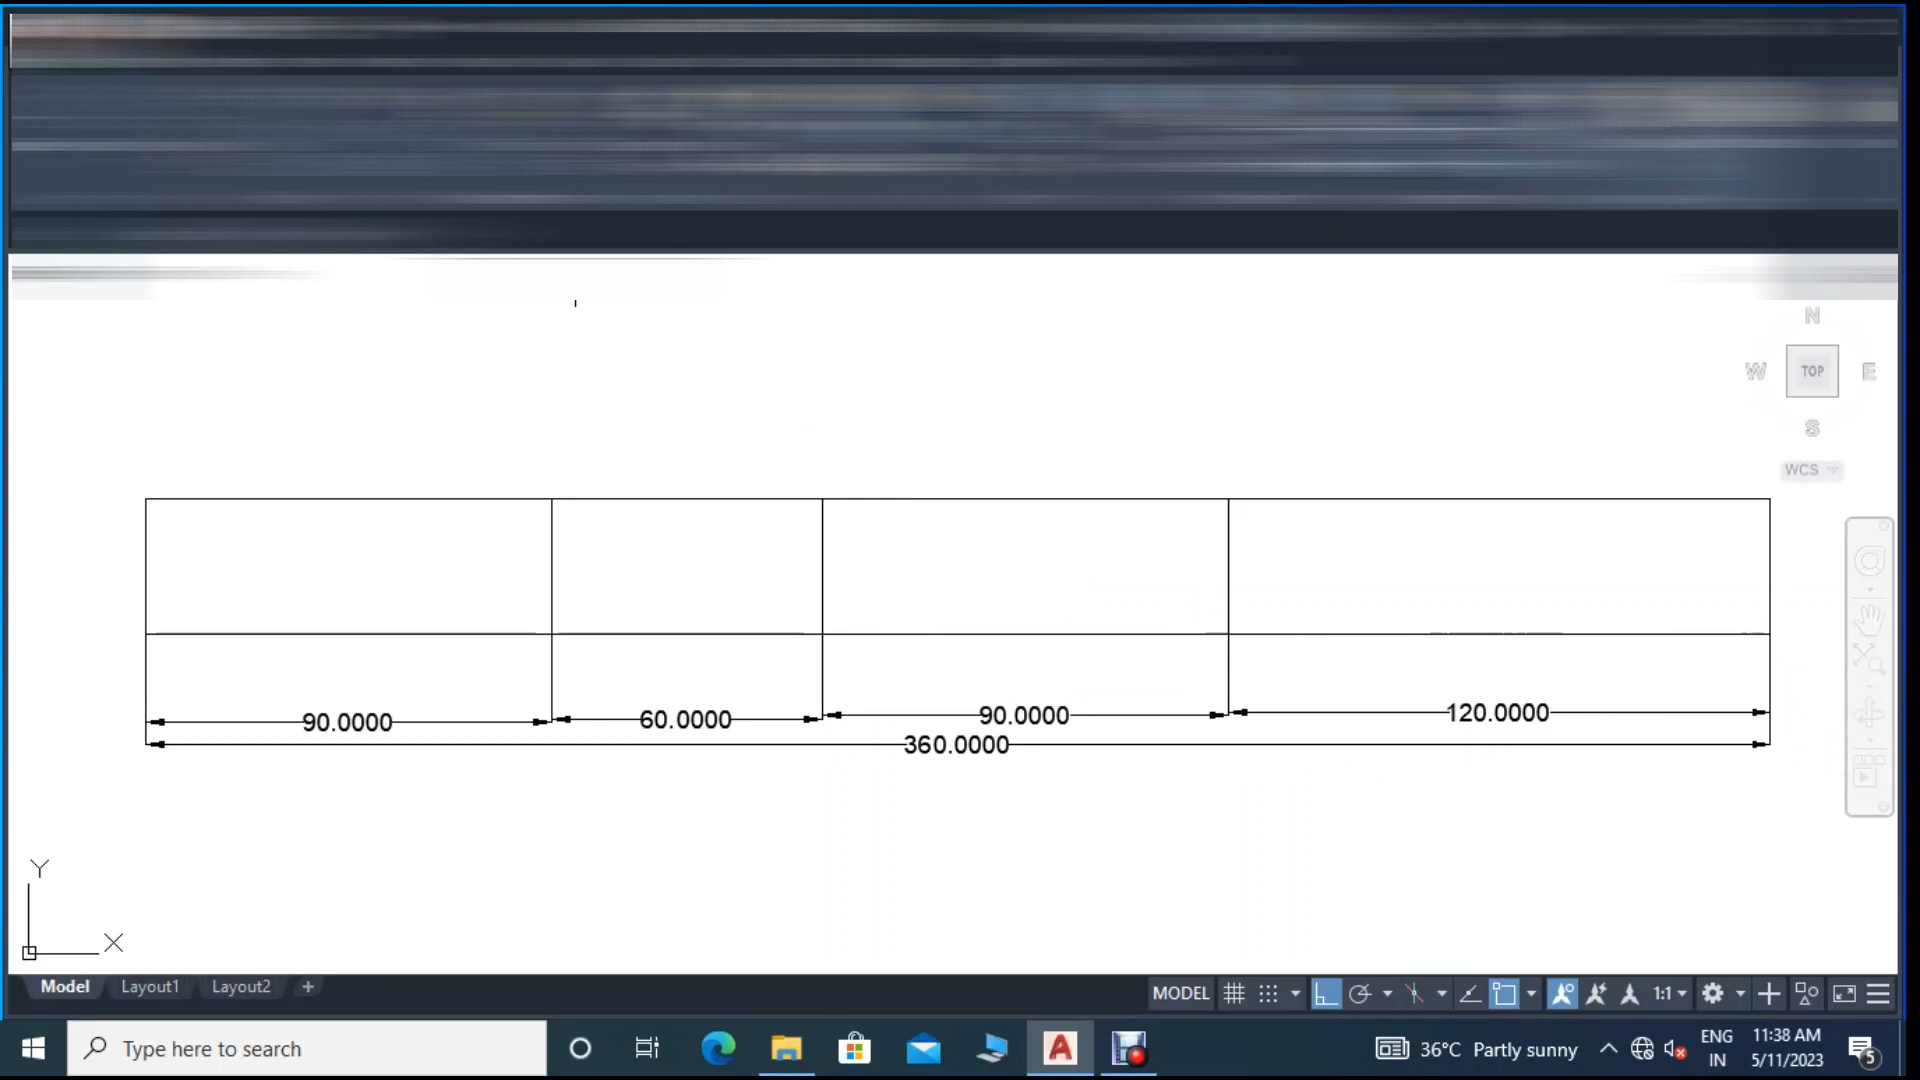 N
W TOP E
S
WCS
90.0000 60.0000 90.0000 120.0000
360.0000
Y
X
Model Layout1 Layout2 +
MODEL 1:1
Type here to search
36°C Partly sunny
ENG
IN
11:38 AM
5/11/2023
5